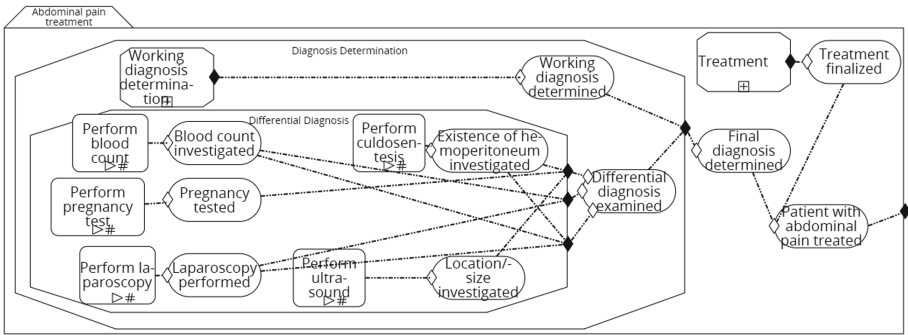 Abdominal pain
treatment
Diagnosis Determination
Working
diagnosis
determina-
tion
Working
diagnosis
determined
Treatment
Treatment
finalized
Differential Diagnosis
Perform
blood
count
Blood count
investigated
Perform
culdosen-
tesis
Existence of he-
moperitoneum
investigated
Final
diagnosis
determined
Perform
pregnancy
test
Pregnancy
tested
Differential
diagnosis
examined
Patient with
abdominal
pain treated
Perform la-
paroscopy
Laparoscopy
performed
Perform
ultra-
sound
Location/-
size
investigated